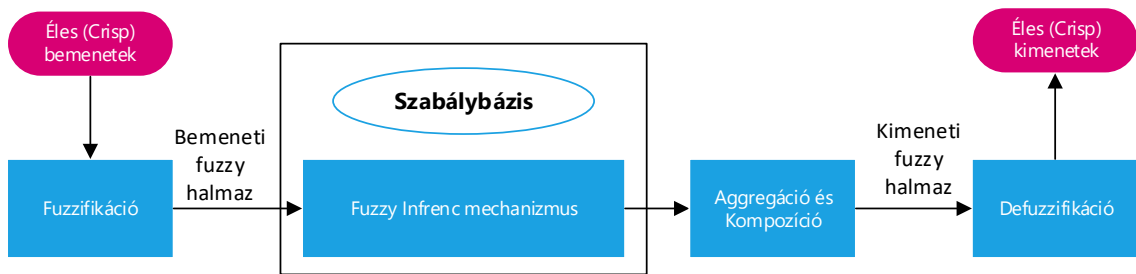 Éles (Crisp)
bemenetek
Éles (Crisp)
kimenetek
Szabálybázis
Bemeneti
fuzzy
halmaz
Kimeneti
fuzzy
halmaz
Fuzzifikáció
Fuzzy Infrenc mechanizmus
Aggregáció és
Kompozíció
Defuzzifikáció